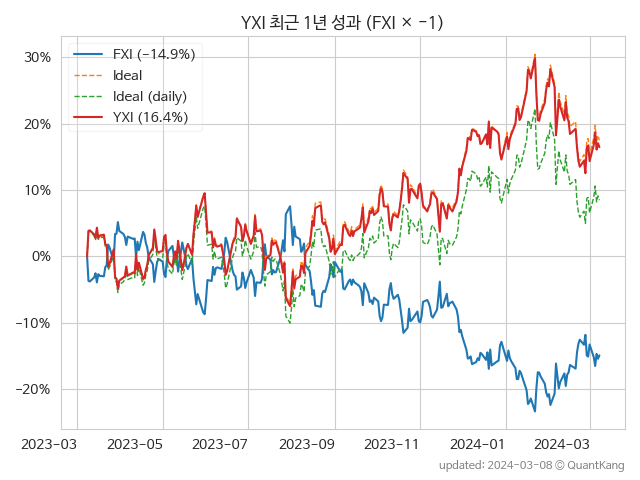 YXI 최근 1년 성과 (FXI × −1)
FXI (−14.9%)
Ideal
Ideal (daily)
YXI (16.4%)
30%
20%
10%
0%
−10%
−20%
2023−03 2023−05 2023−07 2023−09 2023−11 2024−01 2024−03
updated: 2024−03−08 © QuantKang